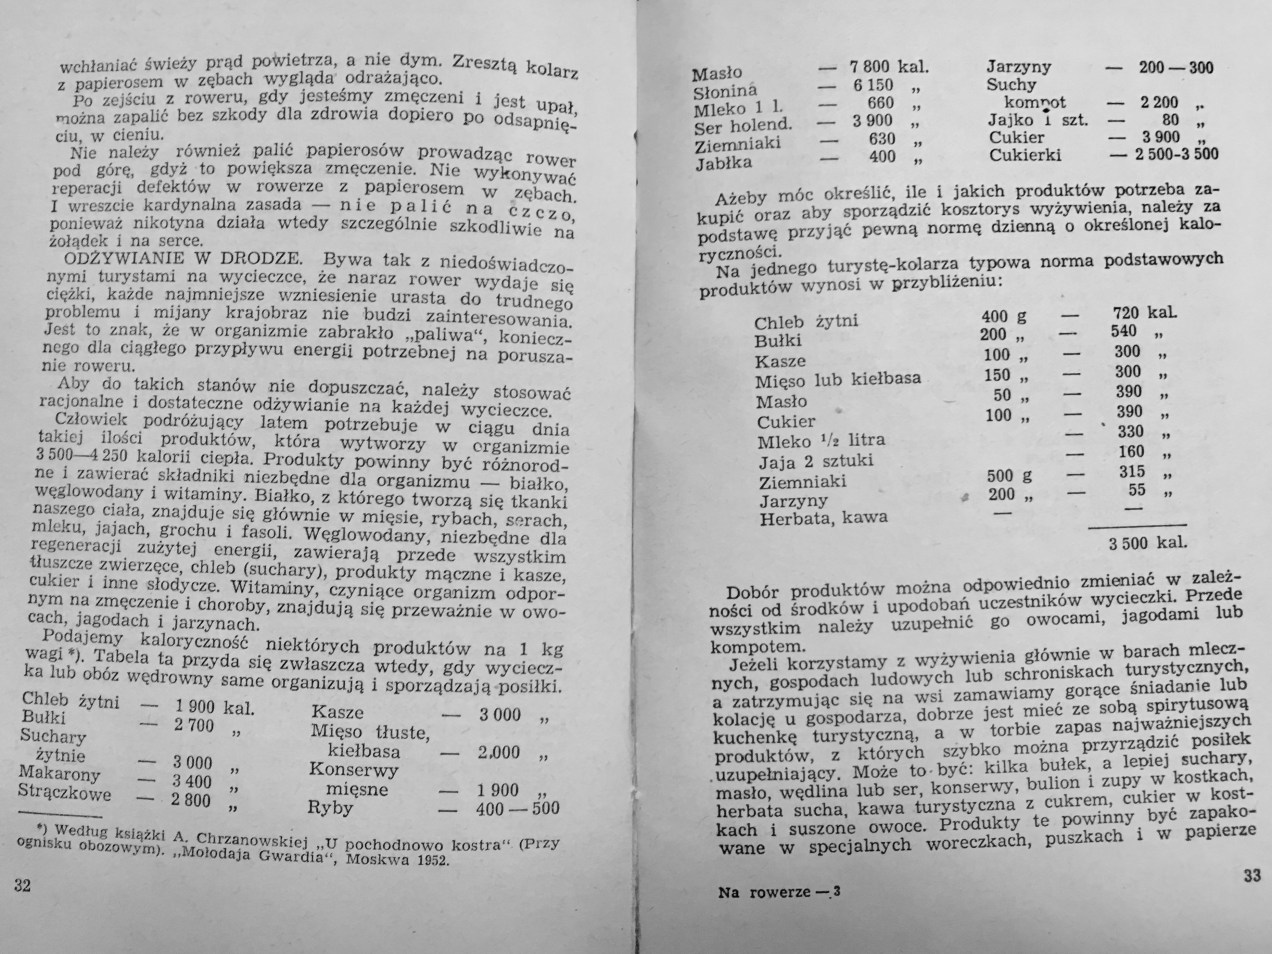 wchłaniać świeży prąd powietrza, a nie dym. Zresztą kolarz
z papierosem w zębach wygląda odrażająco.
Po zejściu z roweru, gdy jesteśmy zmęczeni i jest upał,
można zapalić bez szkody dla zdrowia dopiero po odsapnię-
ciu, w cieniu.
Nie należy również palić papierosów prowadząc rower
pod górę, gdyż to powiększa zmęczenie. Nie wykonywać
reperacji defektów w rowerze z papierosem w zębach.
I wreszcie kardynalna zasada — nie palić na czczo,
ponieważ nikotyna działa wtedy szczególnie szkodliwie na
żołądek i na serce.
ODŻYWIANIE W DRODZE. Bywa tak z niedoświadczo-
nymi turystami na wycieczce, że naraz rower wydaje się
ciężki, każde najmniejsze wzniesienie urasta do trudnego
problemu i mijany krajobraz nie budzi zainteresowania.
Jest to znak, że w organizmie zabrakło „paliwa“, koniecz-
nego dla ciągłego przypływu energii potrzebnej na porusza-
nie roweru.
Aby do takich stanów nie dopuszczać, należy stosować
racjonalne i dostateczne odżywianie na każdej wycieczce.
Człowiek podróżujący latem potrzebuje w ciągu dnia
takiej ilości produktów, która wytworzy w organizmie
3 500—4 250 kalorii ciepła. Produkty powinny być różnorod-
ne i zawierać składniki niezbędne dla organizmu — białko,
węglowodany i witaminy. Białko, z którego tworzą się tkanki
naszego ciała, znajduje się głównie w mięsie, rybach, serach,
mleku, jajach, grochu i fasoli. Węglowodany, niezbędne dla
regeneracji zużytej energii, zawierają przede wszystkim
tłuszcze zwierzęce, chleb (suchary), produkty mączne i kasze,
cukier i inne słodycze. Witaminy, czyniące organizm odpor-
nym na zmęczenie i choroby, znajdują się przeważnie w owo-
cach, jagodach i jarzynach.
Podajemy kaloryczność niektórych produktów na 1 kg
wagi *). Tabela ta przyda się zwłaszcza wtedy, gdy wyciecz-
ka lub obóz wędrowny same organizują i sporządzają posiłki.
Chleb żytni — 1 900 kal.
Bułki — 2 700 „
Suchary
żytnie — 3 000 „
Makarony — 3 400 „
Strączkowe — 2 800 „
Kasze — 3 000 „
Mięso tłuste,
kiełbasa — 2,000 „
Konserwy
mięsne — 1 900 „
Ryby — 400 — 500
*) Według książki A. Chrzanowskiej „U pochodnowo kostra“ (Przy
ognisku obozowym). „Mołodaja Gwardia“, Moskwa 1952.
32
Masło — 7 800 kal.
Słonina — 6 150 „
Mleko 1 l. — 660 „
Ser holend. — 3 900 „
Ziemniaki — 630 „
Jabłka — 400 „
Jarzyny — 200 — 300
Suchy
kompot — 2 200 „
Jajko 1 szt. — 80 „
Cukier — 3 900 „
Cukierki — 2 500-3 500
Ażeby móc określić, ile i jakich produktów potrzeba za-
kupić oraz aby sporządzić kosztorys wyżywienia, należy za
podstawę przyjąć pewną normę dzienną o określonej kalo-
ryczności.
Na jednego turystę-kolarza typowa norma podstawowych
produktów wynosi w przybliżeniu:
Chleb żytni 400 g — 720 kal.
Bułki 200 „ — 540 „
Kasze 100 „ — 300 „
Mięso lub kiełbasa 150 „ — 300 „
Masło 50 „ — 390 „
Cukier 100 „ — 390 „
Mleko 1/2 litra — 330 „
Jaja 2 sztuki — 160 „
Ziemniaki 500 g — 315 „
Jarzyny 200 „ — 55 „
Herbata, kawa — —
3 500 kal.
Dobór produktów można odpowiednio zmieniać w zależ-
ności od środków i upodobań uczestników wycieczki. Przede
wszystkim należy uzupełnić go owocami, jagodami lub
kompotem.
Jeżeli korzystamy z wyżywienia głównie w barach mlecz-
nych, gospodach ludowych lub schroniskach turystycznych,
a zatrzymując się na wsi zamawiamy gorące śniadanie lub
kolację u gospodarza, dobrze jest mieć ze sobą spirytusową
kuchenkę turystyczną, a w torbie zapas najważniejszych
produktów, z których szybko można przyrządzić posiłek
uzupełniający. Może to być: kilka bułek, a lepiej suchary,
masło, wędlina lub ser, konserwy, bulion i zupy w kostkach,
herbata sucha, kawa turystyczna z cukrem, cukier w kost-
kach i suszone owoce. Produkty te powinny być zapako-
wane w specjalnych woreczkach, puszkach i w papierze
Na rowerze — 3
33